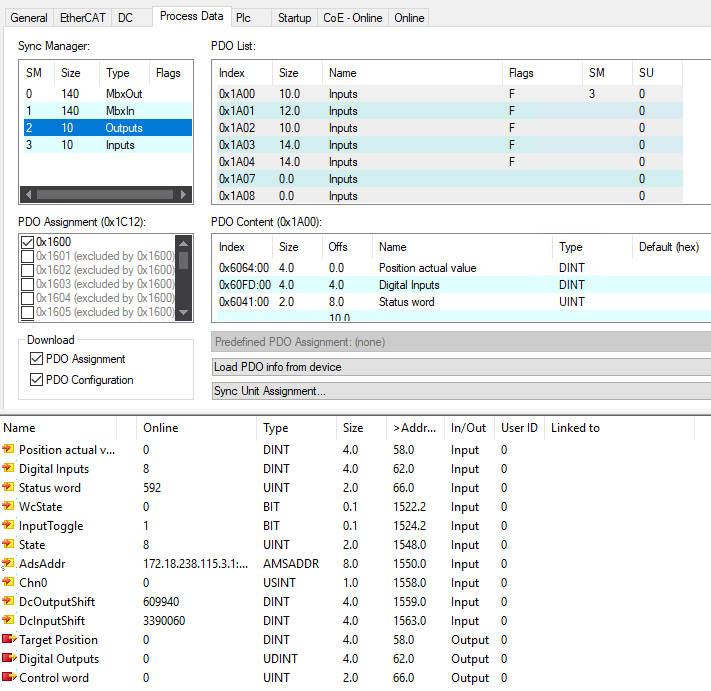 General EtherCAT DC Process Data Plc Startup CoE - Online Online
Sync Manager:
SM Size Type Flags
0 140 MbxOut
1 140 MbxIn
2 10 Outputs
3 10 Inputs
PDO List:
Index Size Name Flags SM SU
0x1A00 10.0 Inputs F 3 0
0x1A01 12.0 Inputs F 0
0x1A02 10.0 Inputs F 0
0x1A03 14.0 Inputs F 0
0x1A04 14.0 Inputs F 0
0x1A07 0.0 Inputs 0
0x1A08 0.0 Inputs 0
PDO Assignment (0x1C12):
0x1600
0x1601 (excluded by 0x1600)
0x1602 (excluded by 0x1600)
0x1603 (excluded by 0x1600)
0x1604 (excluded by 0x1600)
0x1605 (excluded by 0x1600)
PDO Content (0x1A00):
Index Size Offs Name Type Default (hex)
0x6064:00 4.0 0.0 Position actual value DINT
0x60FD:00 4.0 4.0 Digital Inputs DINT
0x6041:00 2.0 8.0 Status word UINT
10.0
Download
PDO Assignment
PDO Configuration
Predefined PDO Assignment: (none)
Load PDO info from device
Sync Unit Assignment...
Name Online Type Size >Addr... In/Out User ID Linked to
Position actual v... 0 DINT 4.0 58.0 Input 0
Digital Inputs 8 DINT 4.0 62.0 Input 0
Status word 592 UINT 2.0 66.0 Input 0
WcState 0 BIT 0.1 1522.2 Input 0
InputToggle 1 BIT 0.1 1524.2 Input 0
State 8 UINT 2.0 1548.0 Input 0
AdsAddr 172.18.238.115.3.1:... AMSADDR 8.0 1550.0 Input 0
Chn0 0 USINT 1.0 1558.0 Input 0
DcOutputShift 609940 DINT 4.0 1559.0 Input 0
DcInputShift 3390060 DINT 4.0 1563.0 Input 0
Target Position 0 DINT 4.0 58.0 Output 0
Digital Outputs 0 UDINT 4.0 62.0 Output 0
Control word 0 UINT 2.0 66.0 Output 0